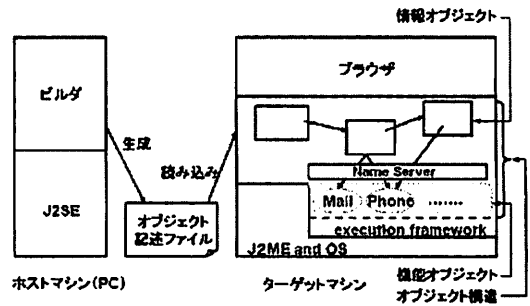 情報オブジェクト
ビルダ
ブラウザ
生成
読み込み
Name Server
J2SE
オブジェクト
記述ファイル
Mail
Phone
.......
execution framework
J2ME and OS
ホストマシン(PC)
ターゲットマシン
機能オブジェクト
オブジェクト構造